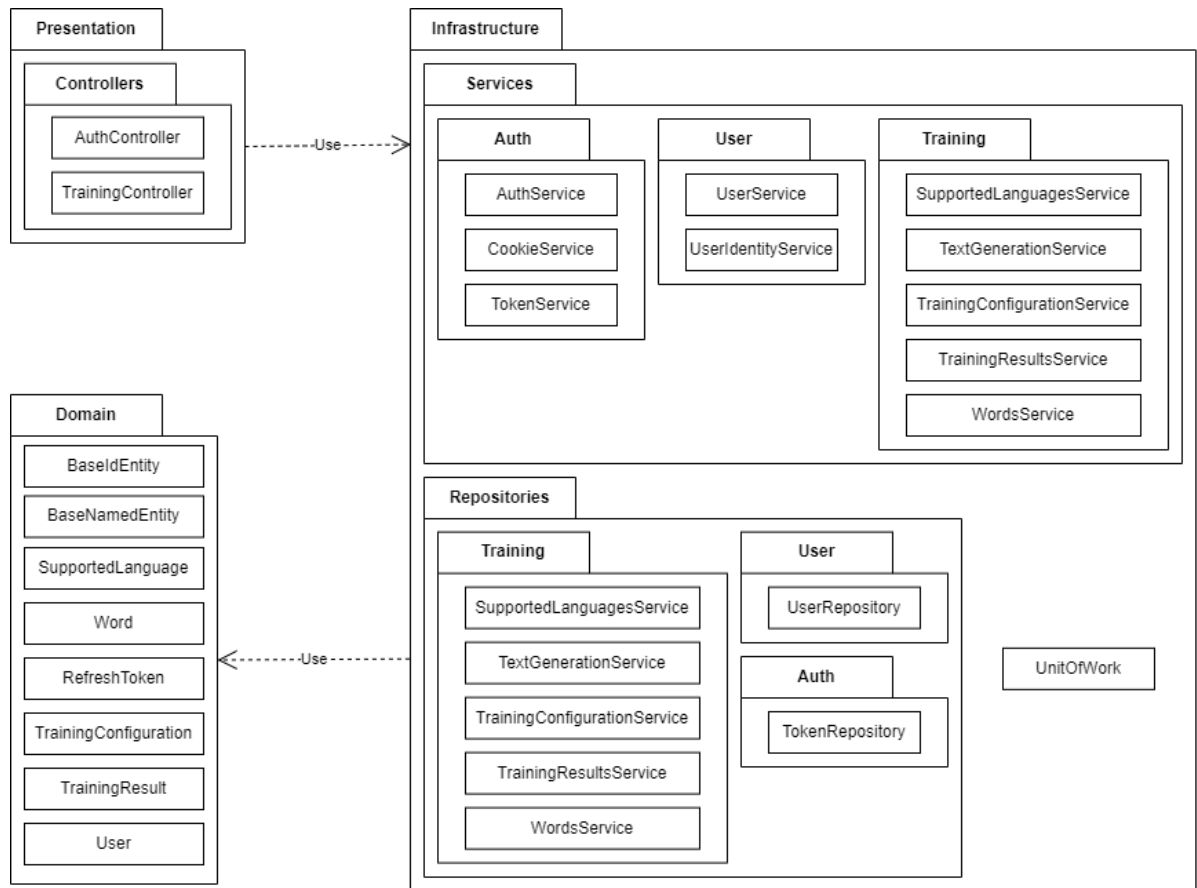 Presentation
Controllers
AuthController
TrainingController
Use
Infrastructure
Services
Auth
AuthService
CookieService
TokenService
User
UserService
UserIdentityService
Training
SupportedLanguagesService
TextGenerationService
TrainingConfigurationService
TrainingResultsService
WordsService
Domain
BaseIdEntity
BaseNamedEntity
SupportedLanguage
Word
RefreshToken
TrainingConfiguration
TrainingResult
User
Use
Repositories
Training
SupportedLanguagesService
TextGenerationService
TrainingConfigurationService
TrainingResultsService
WordsService
User
UserRepository
Auth
TokenRepository
UnitOfWork